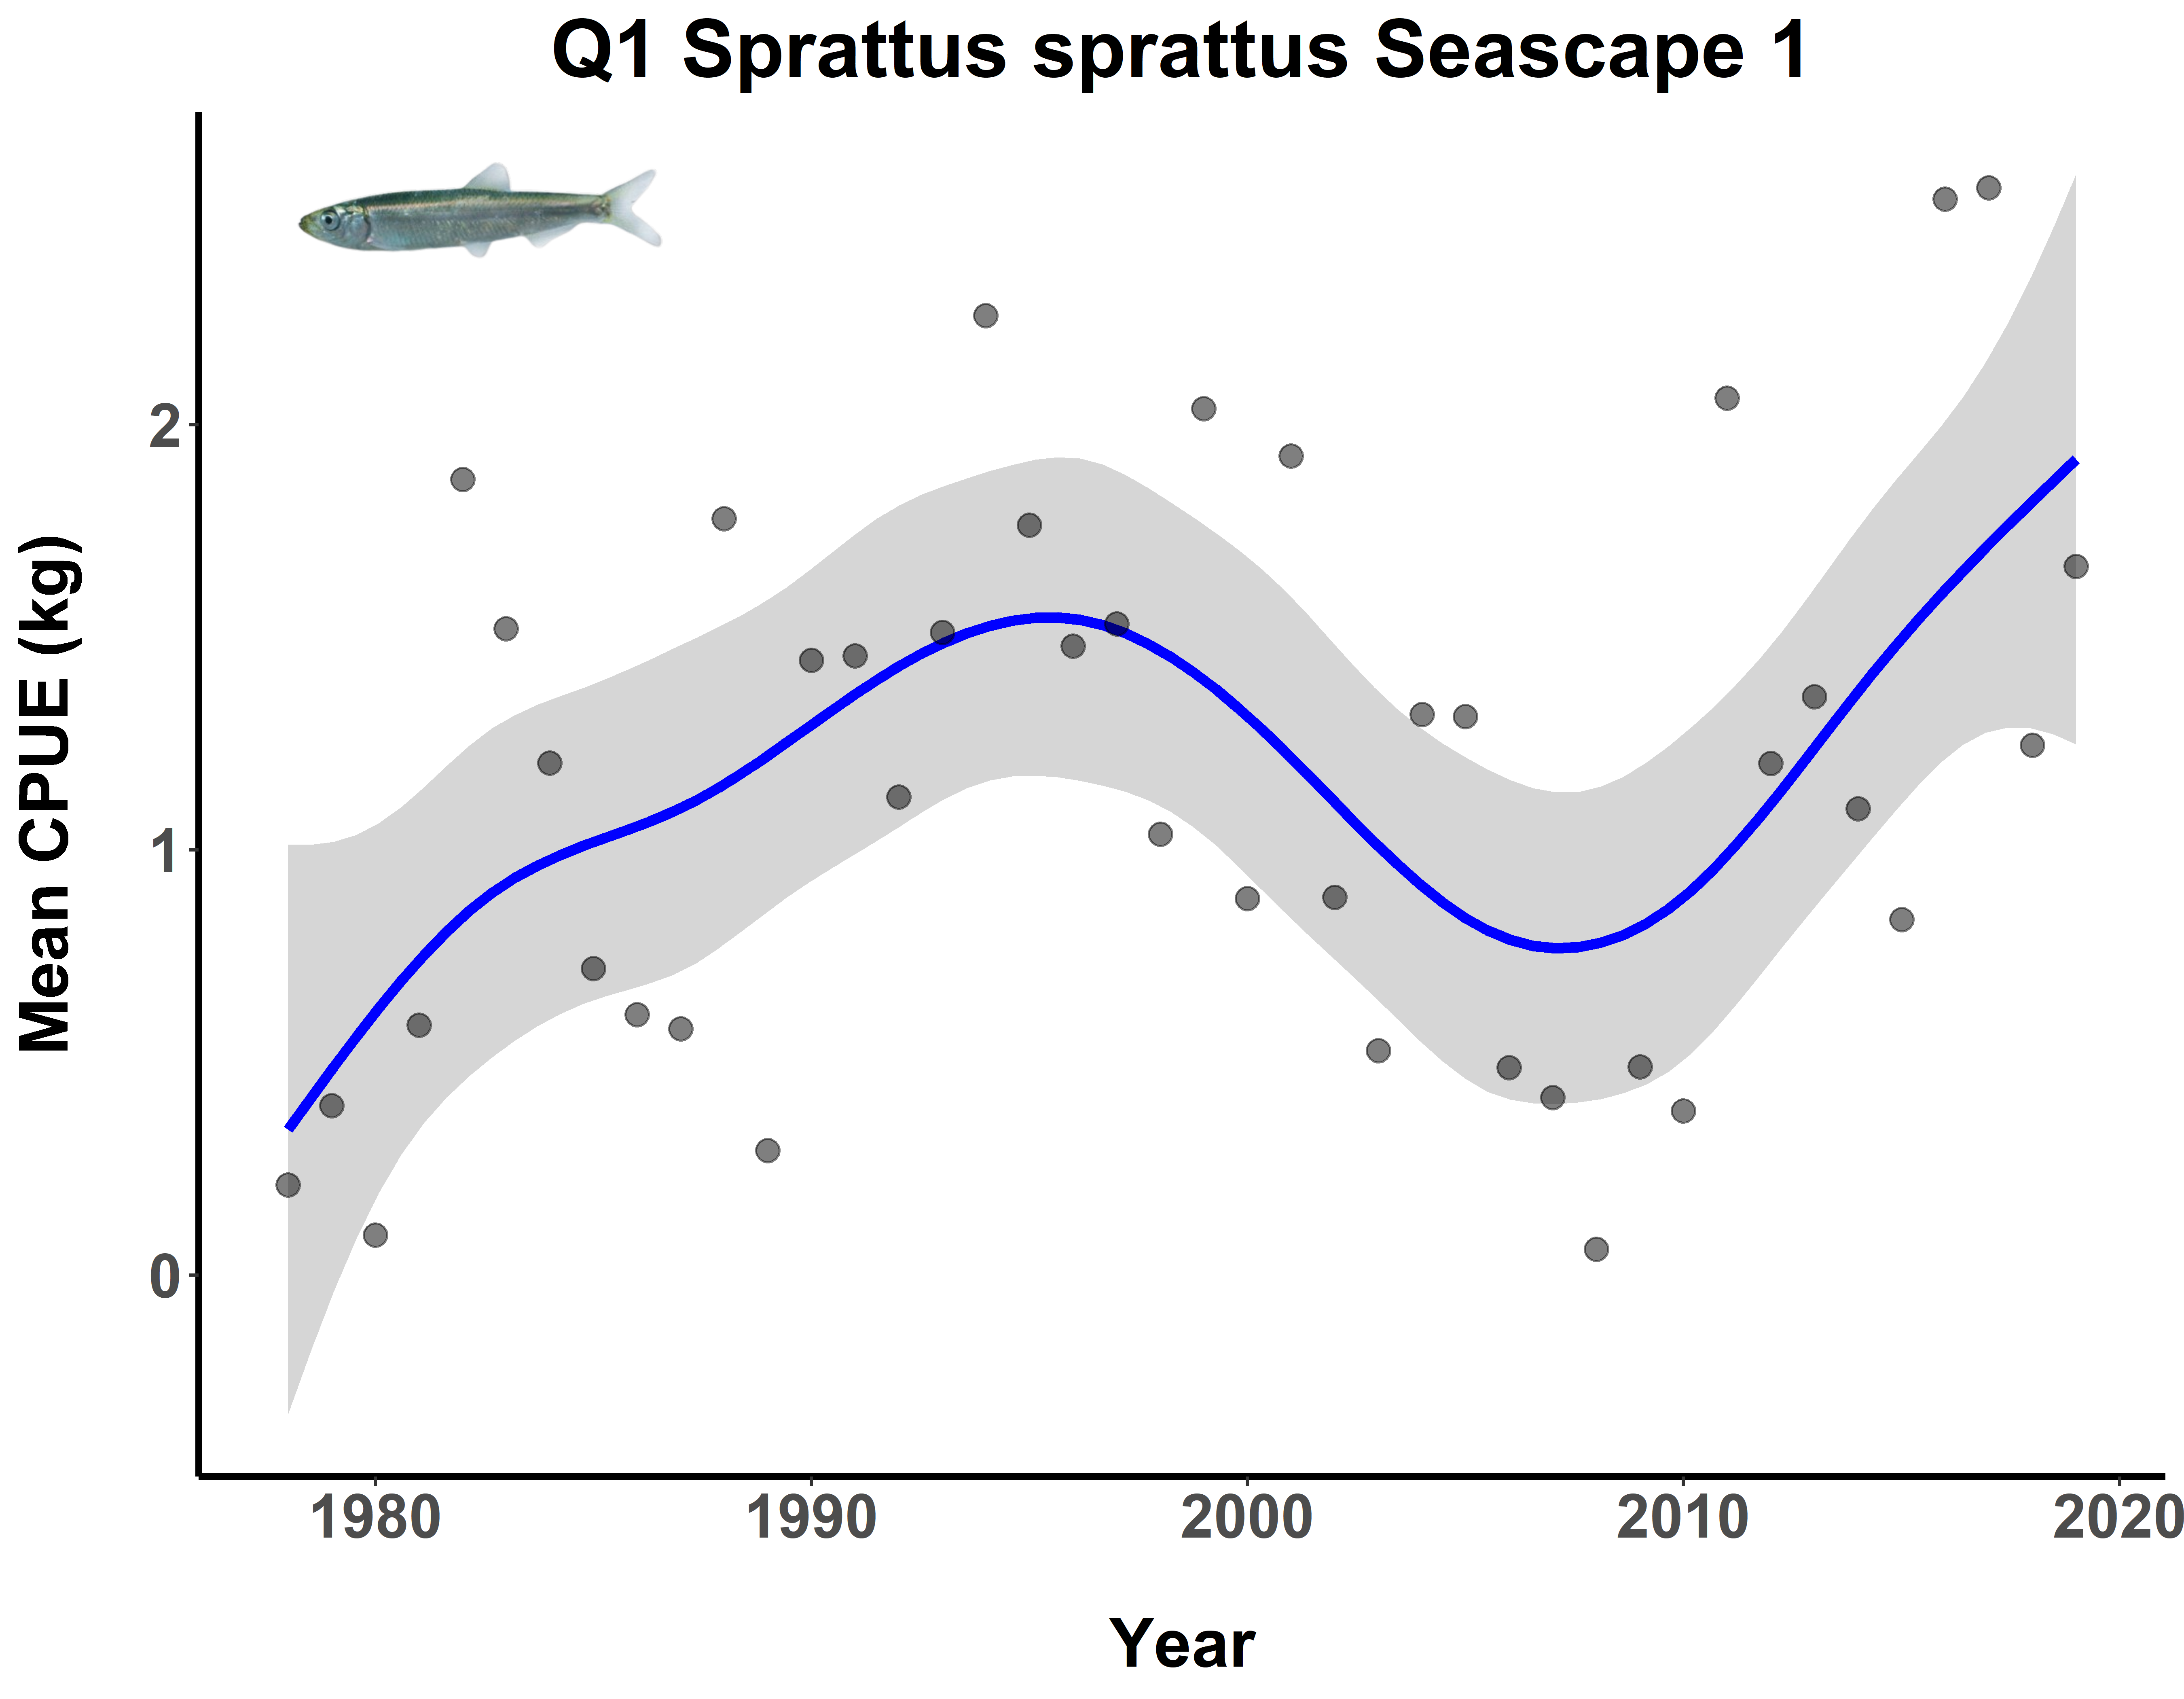 Q1 Sprattus sprattus Seascape 1
Mean CPUE (kg)
2
1
0
1980 1990 2000 2010 2020
Year